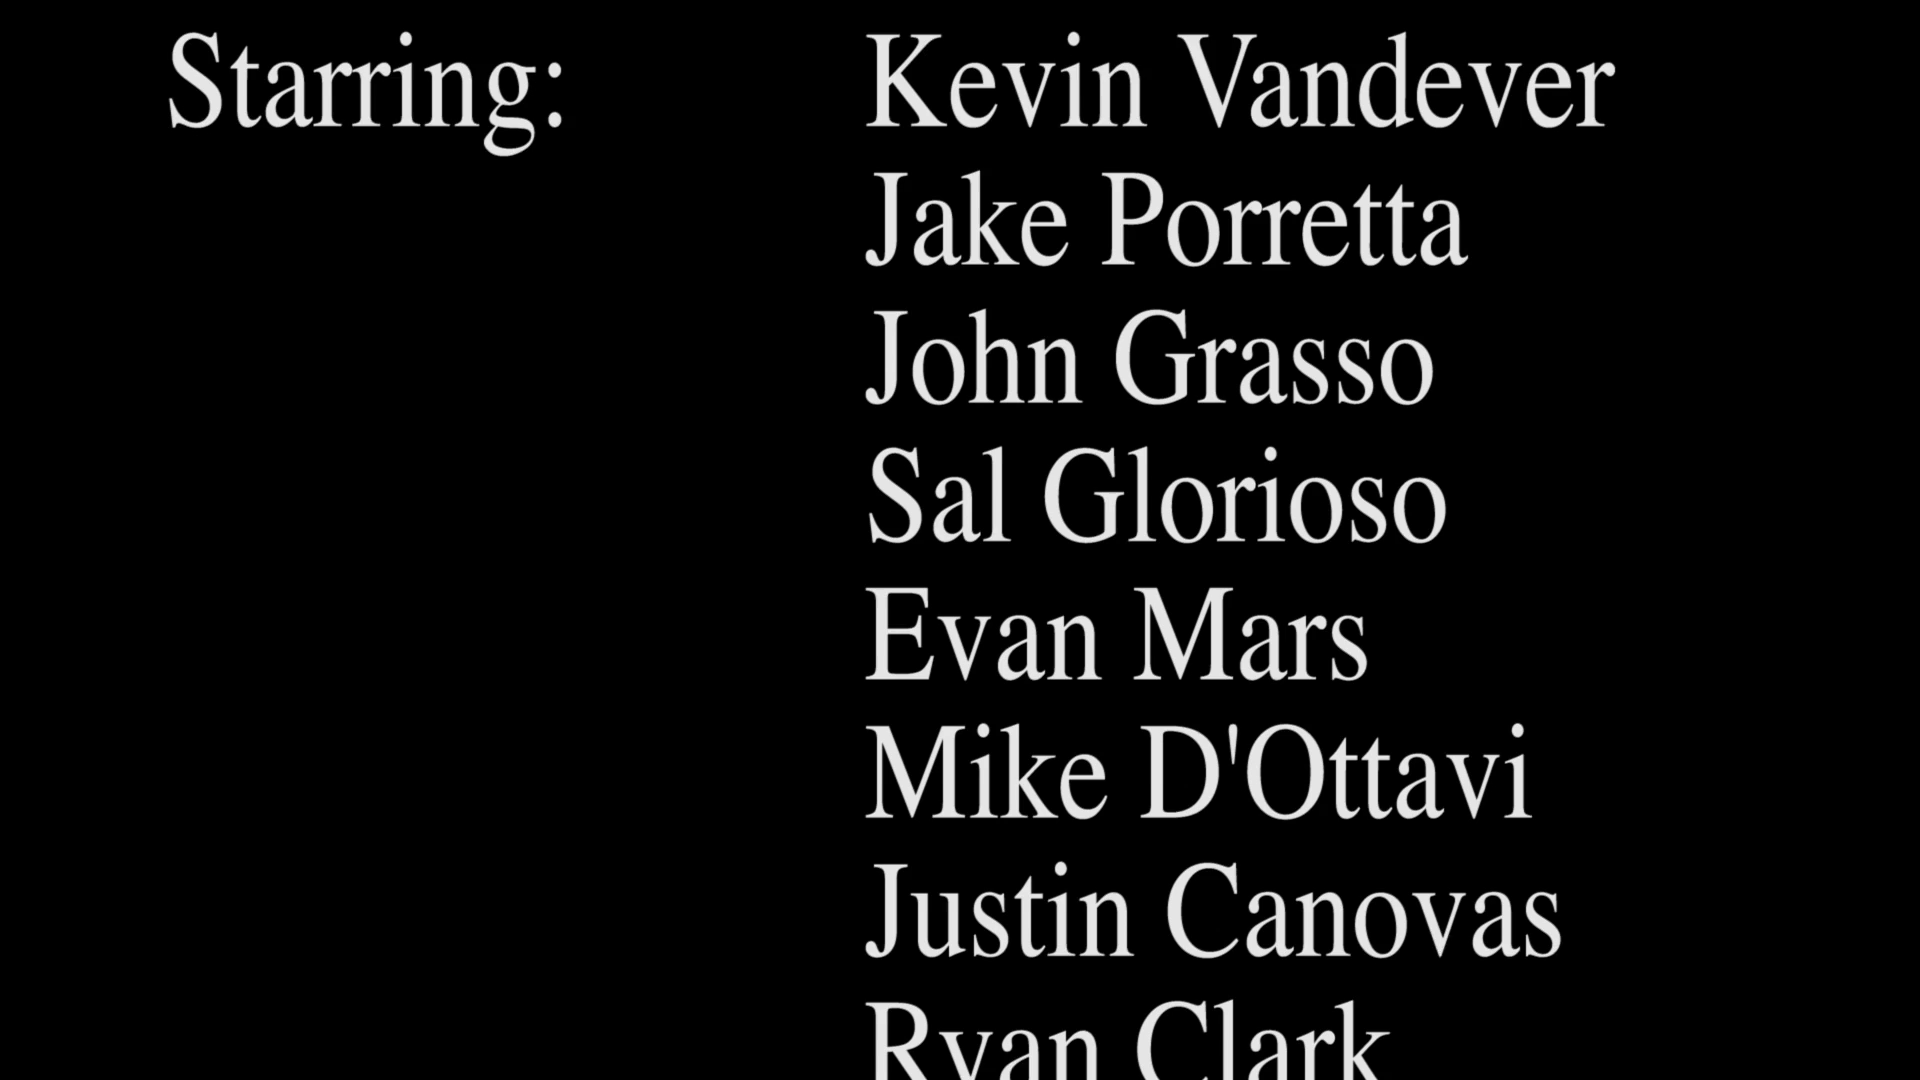 Starring: Kevin Vandever
Jake Porretta
John Grasso
Sal Glorioso
Evan Mars
Mike D'Ottavi
Justin Canovas
Ryan Clark